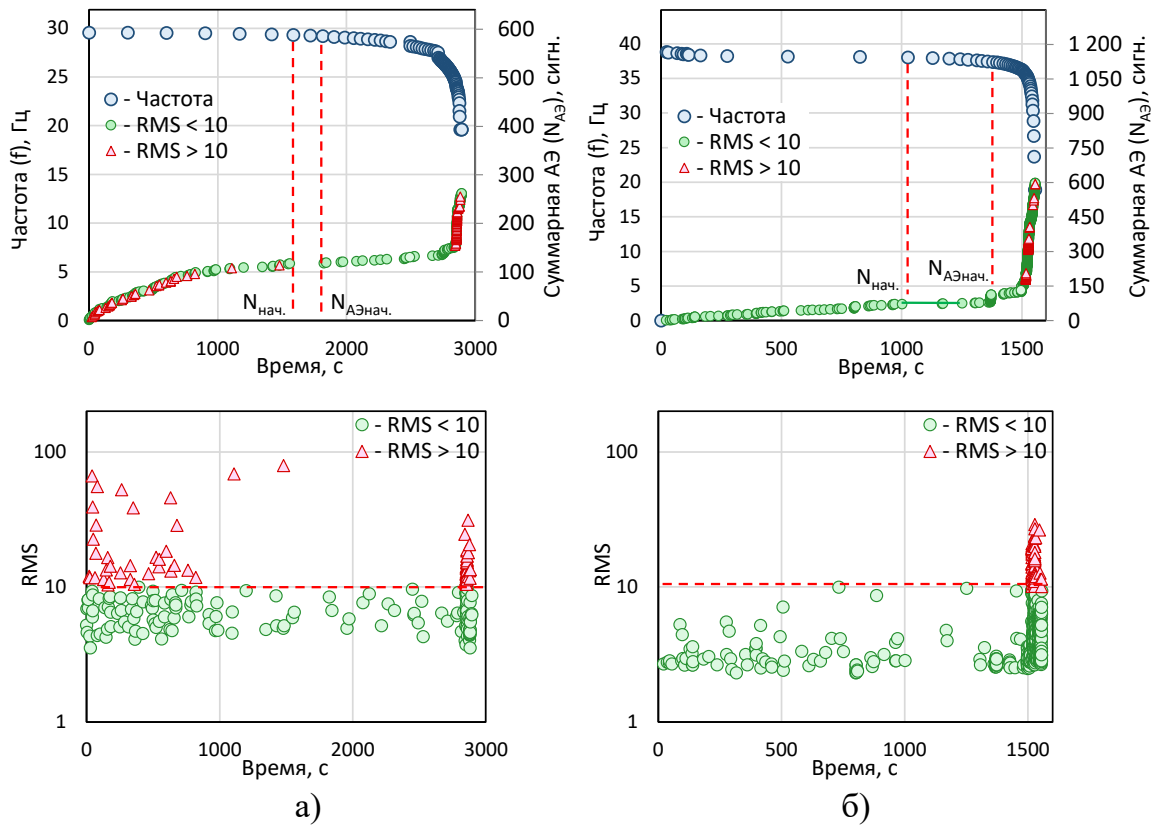 30
25
20
15
10
5
0
Частота (f), Гц
600
500
400
300
200
100
0
Суммарная АЭ (NАЭ), сигн.
- Частота
- RMS < 10
- RMS > 10
Nнач.
NАЭнач.
0
1000
2000
3000
Время, с
40
35
30
25
20
15
10
5
0
Частота (f), Гц
1 200
1 050
900
750
600
450
300
150
0
Суммарная АЭ (NАЭ), сигн.
- Частота
- RMS < 10
- RMS > 10
Nнач.
NАЭнач.
0
500
1000
1500
Время, с
100
10
1
RMS
- RMS < 10
- RMS > 10
0
1000
2000
3000
Время, с
100
10
1
RMS
- RMS < 10
- RMS > 10
0
500
1000
1500
Время, с
а)
б)